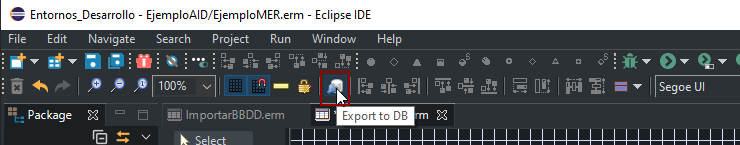 Entornos_Desarrollo - EjemploAID/EjemploMER.erm - Eclipse IDE
File Edit Navigate Search Project Run Window Help
100% Segoe UI
Package ImportarBBDD.erm rm
Export to DB
Select